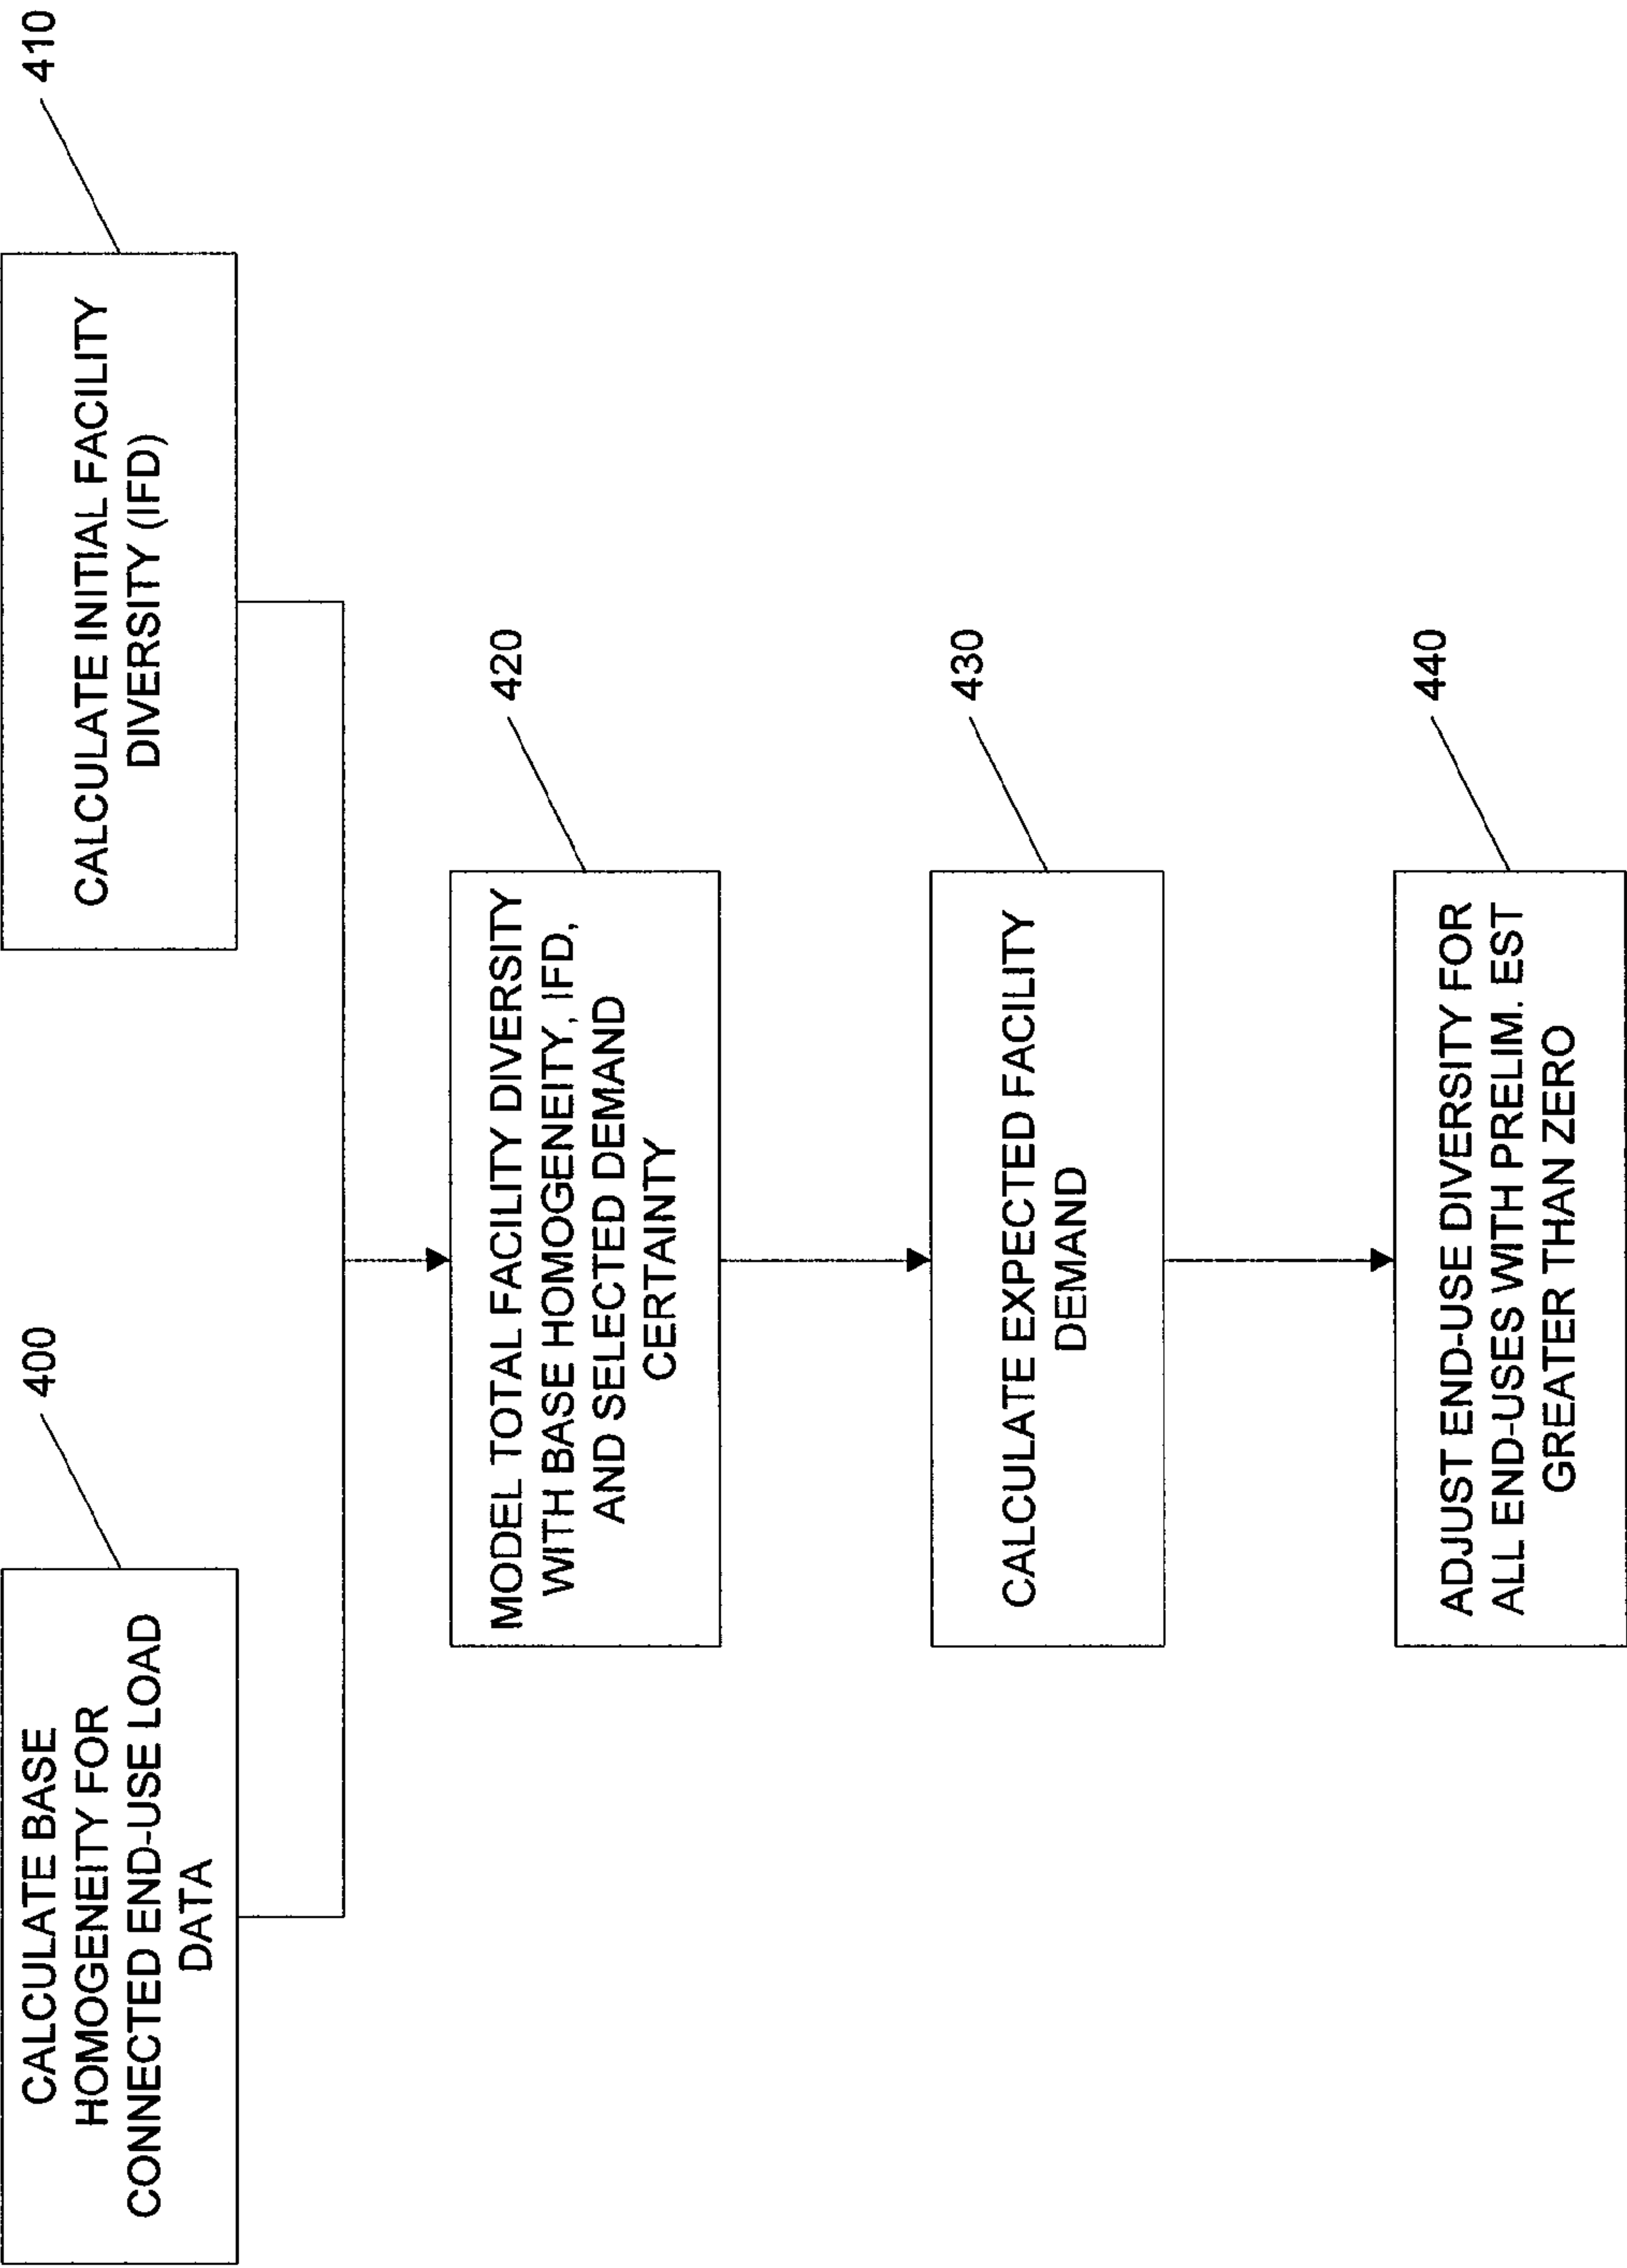 CALCULATE BASE
HOMOGENEITY FOR
CONNECTED END-USE LOAD
DATA
400
CALCULATE INITIAL FACILITY
DIVERSITY (IFD)
410
MODEL TOTAL FACILITY DIVERSITY
WITH BASE HOMOGENEITY, IFD,
AND SELECTED DEMAND
CERTAINTY
420
CALCULATE EXPECTED FACILITY
DEMAND
430
ADJUST END-USE DIVERSITY FOR
ALL END-USES WITH PRELIM. EST
GREATER THAN ZERO
440